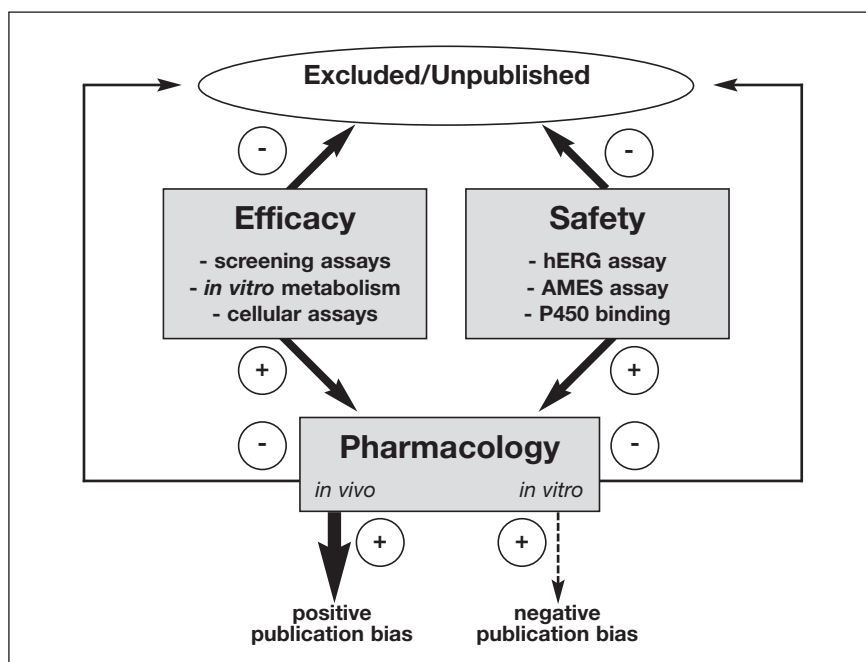 Excluded/Unpublished
-
-
Efficacy
- screening assays
- in vitro metabolism
- cellular assays
Safety
- hERG assay
- AMES assay
- P450 binding
+
+
-
-
Pharmacology
in vivo
in vitro
+
+
positive
publication bias
negative
publication bias